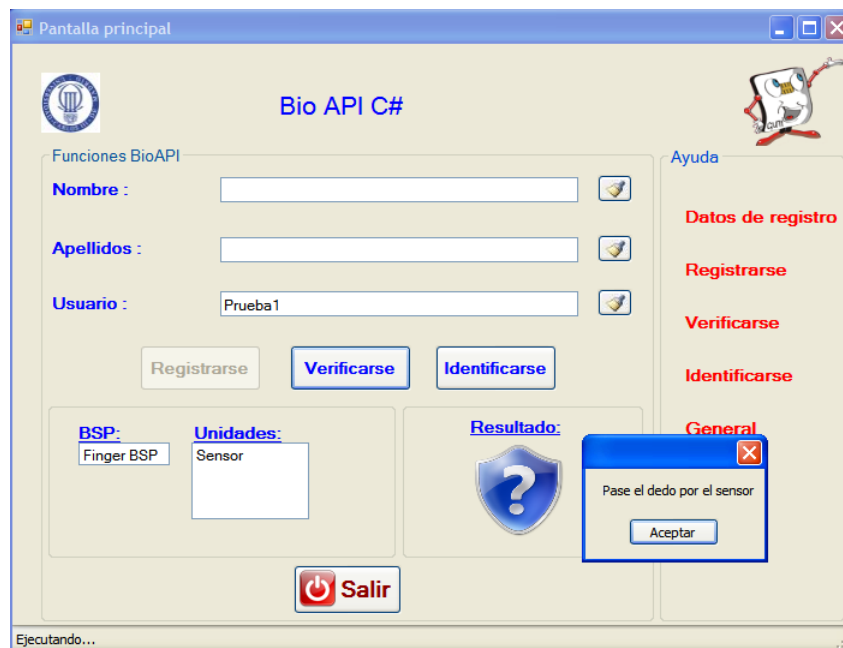 Pantalla principal
Bio API C#
Funciones BioAPI
Ayuda
Nombre :
Apellidos :
Usuario :
Prueba1
Datos de registro
Registrarse
Verificarse
Identificarse
General
Registrarse
Verificarse
Identificarse
BSP:
Finger BSP
Unidades:
Sensor
Resultado:
Pase el dedo por el sensor
Aceptar
Salir
Ejecutando...